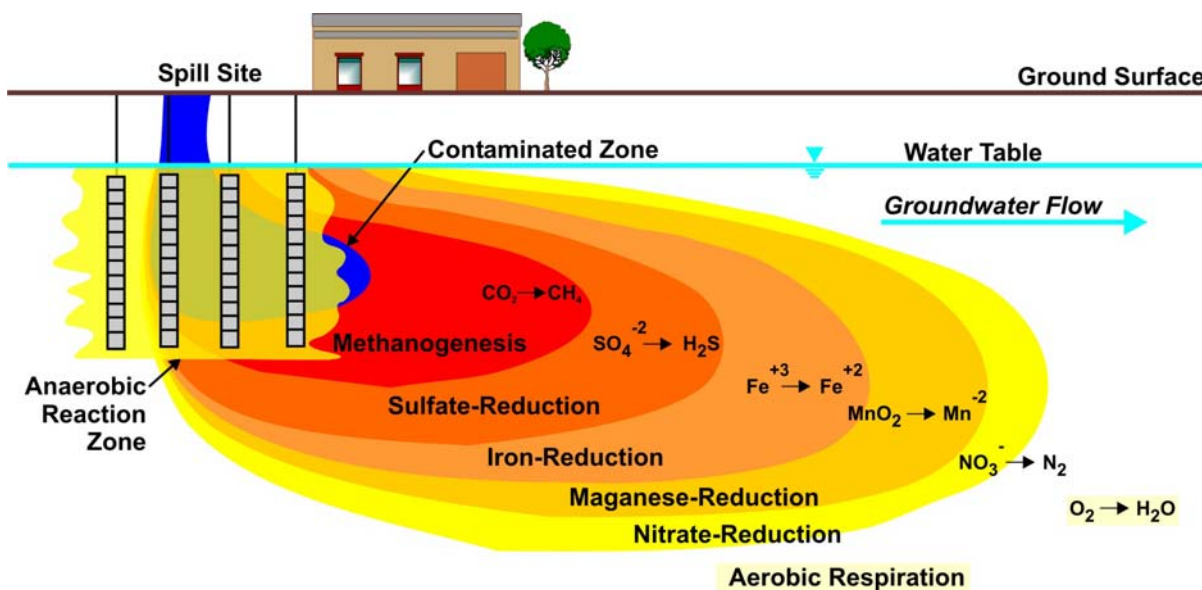 Spill Site
Ground Surface
Contaminated Zone
Water Table
Groundwater Flow
CO₂ → CH₄
Methanogenesis
SO₄⁻² → H₂S
Anaerobic
Reaction
Zone
Sulfate-Reduction
Fe⁺³ → Fe⁺²
MnO₂ → Mn⁻²
Iron-Reduction
NO₃⁻ → N₂
Maganese-Reduction
O₂ → H₂O
Nitrate-Reduction
Aerobic Respiration